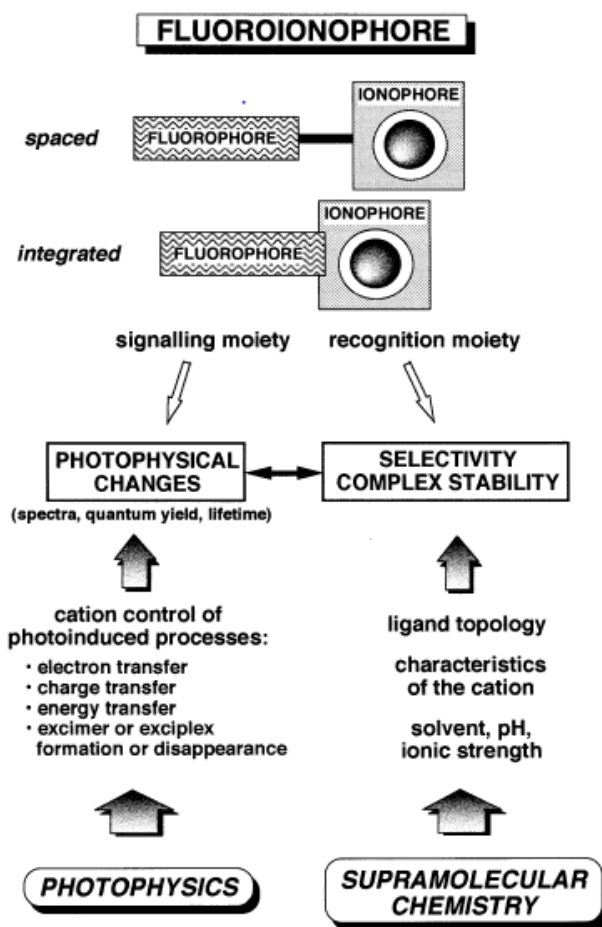 FLUOROIONOPHORE
IONOPHORE
spaced
FLUOROPHORE
IONOPHORE
integrated
FLUOROPHORE
signalling moiety
recognition moiety
PHOTOPHYSICAL
CHANGES
(spectra, quantum yield, lifetime)
SELECTIVITY
COMPLEX STABILITY
cation control of
photoinduced processes:
· electron transfer
· charge transfer
· energy transfer
· excimer or exciplex
formation or disappearance
ligand topology
characteristics
of the cation
solvent, pH,
ionic strength
PHOTOPHYSICS
SUPRAMOLECULAR
CHEMISTRY